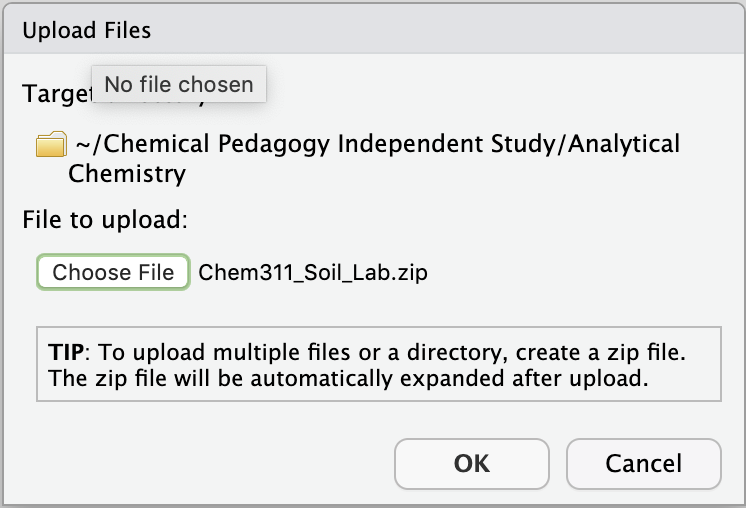 Upload Files
No file chosen
Target
~/Chemical Pedagogy Independent Study/Analytical
Chemistry
File to upload:
Choose File Chem311_Soil_Lab.zip
TIP: To upload multiple files or a directory, create a zip file.
The zip file will be automatically expanded after upload.
OK Cancel